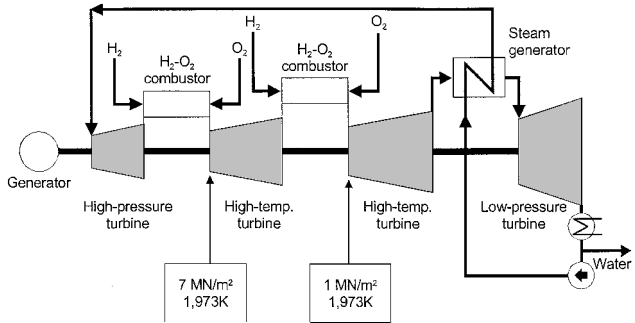 H₂
H₂-O₂
combustor
O₂
H₂
H₂-O₂
combustor
O₂
Steam
generator
Generator
High-pressure
turbine
High-temp.
turbine
High-temp.
turbine
Low-pressure
turbine
Water
7 MN/m²
1,973K
1 MN/m²
1,973K